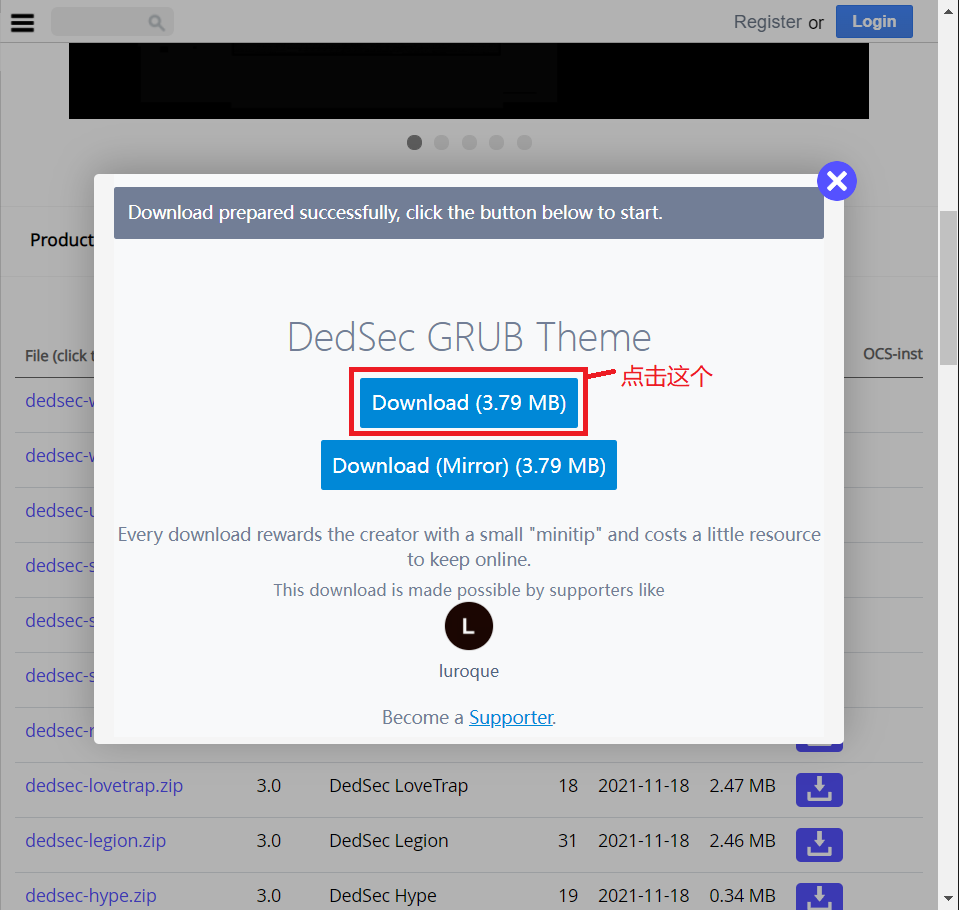 Register or Login
Product
Download prepared successfully, click the button below to start.
DedSec GRUB Theme
点击这个
Download (3.79 MB)
Download (Mirror) (3.79 MB)
Every download rewards the creator with a small "minitip" and costs a little resource
to keep online.
This download is made possible by supporters like
L
luroque
Become a Supporter.
File (click t
OCS-inst
dedsec-w
dedsec-w
dedsec-u
dedsec-s
dedsec-s
dedsec-s
dedsec-r
dedsec-lovetrap.zip 3.0 DedSec LoveTrap 18 2021-11-18 2.47 MB
dedsec-legion.zip 3.0 DedSec Legion 31 2021-11-18 2.46 MB
dedsec-hype.zip 3.0 DedSec Hype 19 2021-11-18 0.34 MB